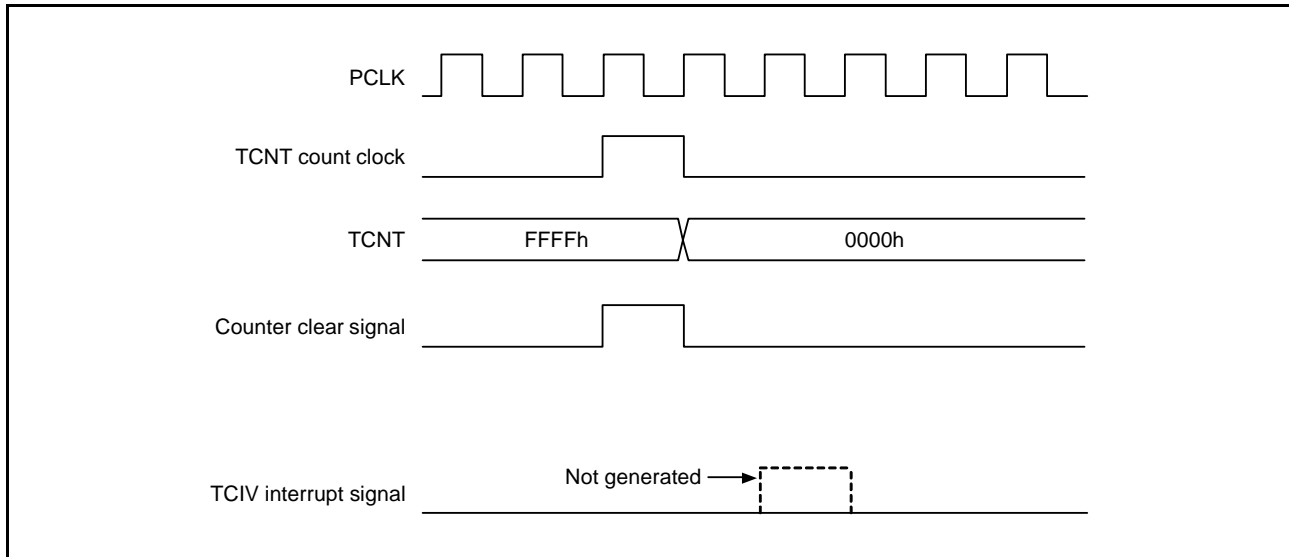 PCLK
TCNT count clock
TCNT
FFFFh
0000h
Counter clear signal
Not generated
TCIV interrupt signal